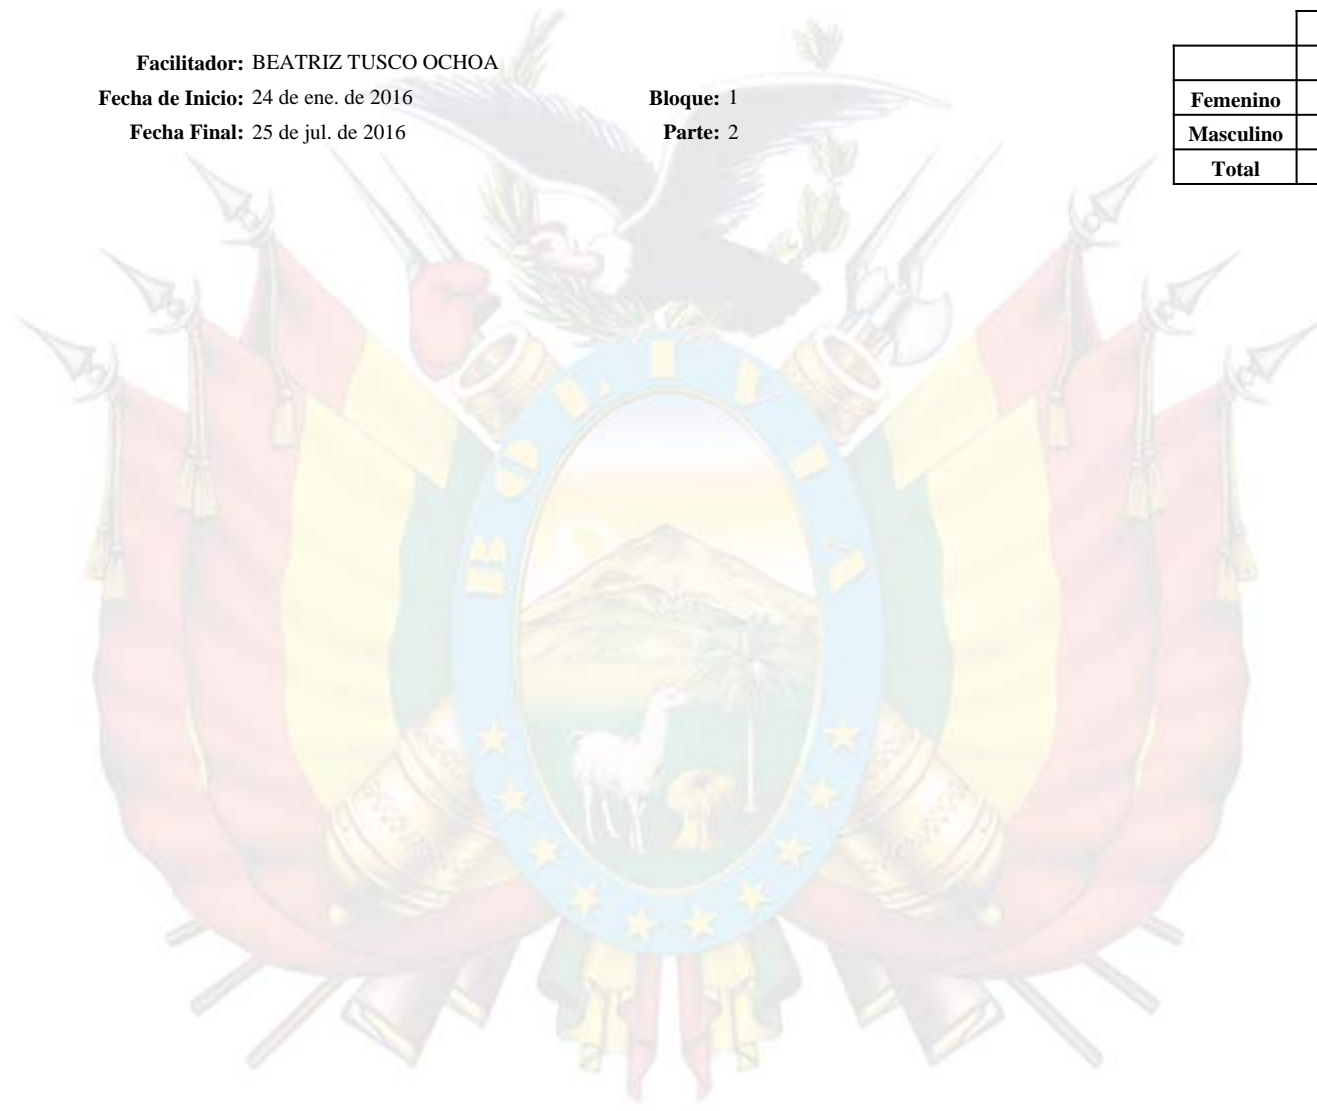 Facilitador: BEATRIZ TUSCO OCHOA
Fecha de Inicio: 24 de ene. de 2016 Bloque: 1
Fecha Final: 25 de jul. de 2016 Parte: 2
Femenino
Masculino
Total
BOLIVIA